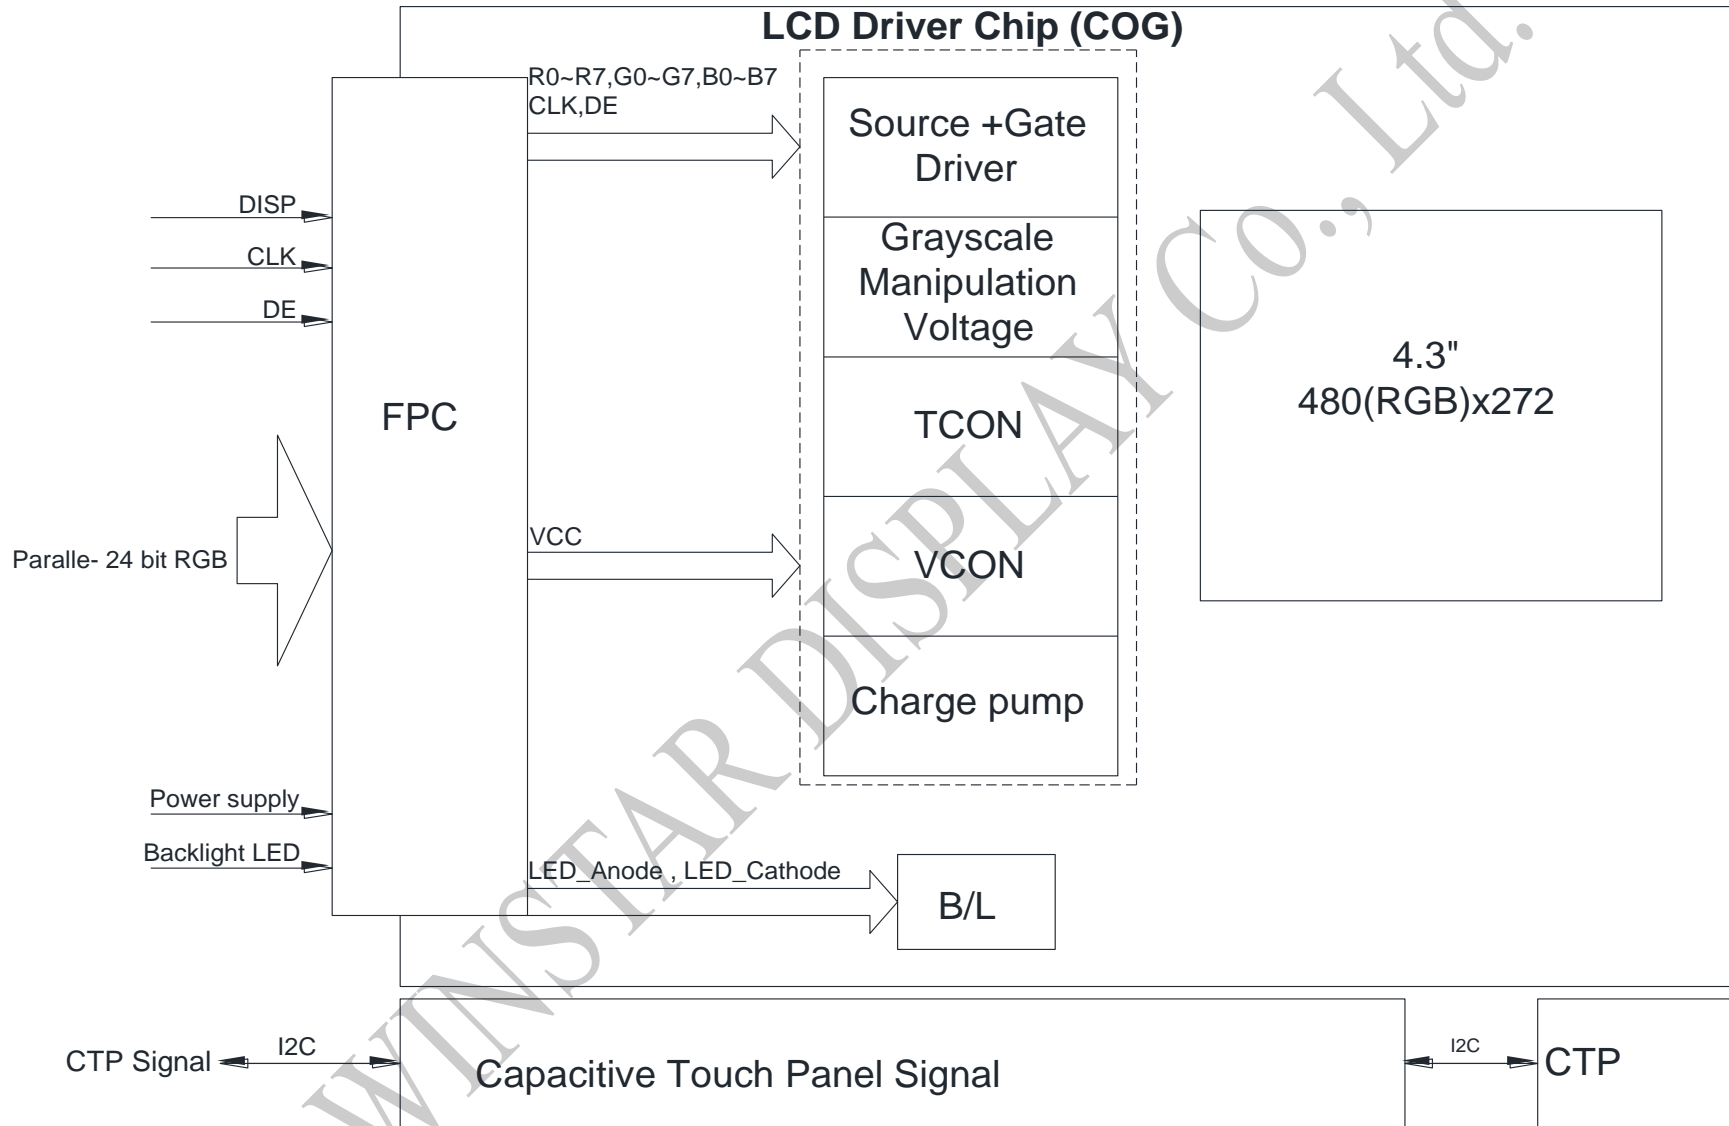 LCD Driver Chip (COG)
R0~R7,G0~G7,B0~B7
CLK,DE
Source +Gate
Driver
DISP
CLK
DE
Grayscale
Manipulation
Voltage
4.3"
480(RGB)x272
FPC
TCON
VCC
VCON
Paralle- 24 bit RGB
Charge pump
Power supply
Backlight LED
LED_Anode , LED_Cathode
B/L
CTP Signal
I2C
Capacitive Touch Panel Signal
I2C
CTP
WINSTAR DISPLAY Co., Ltd.